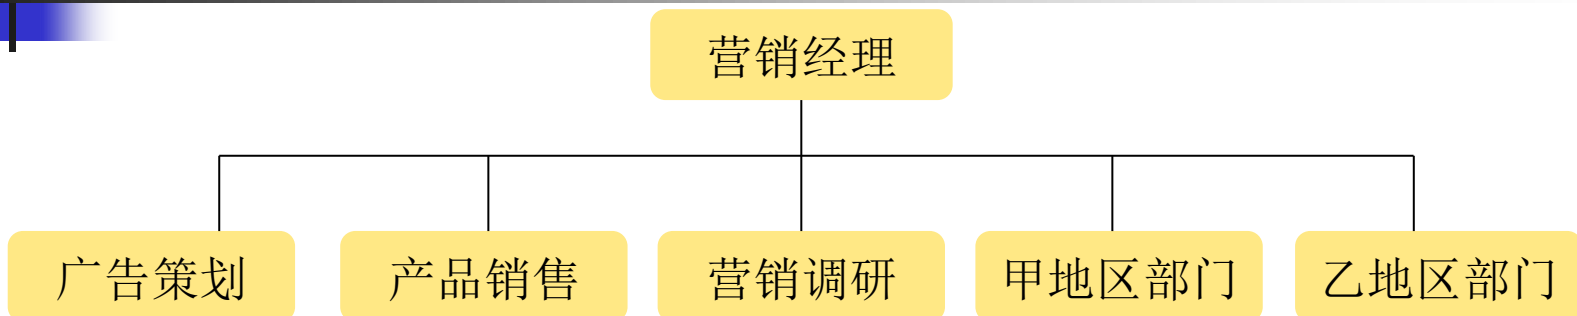 营销经理
广告策划
产品销售
营销调研
甲地区部门
乙地区部门